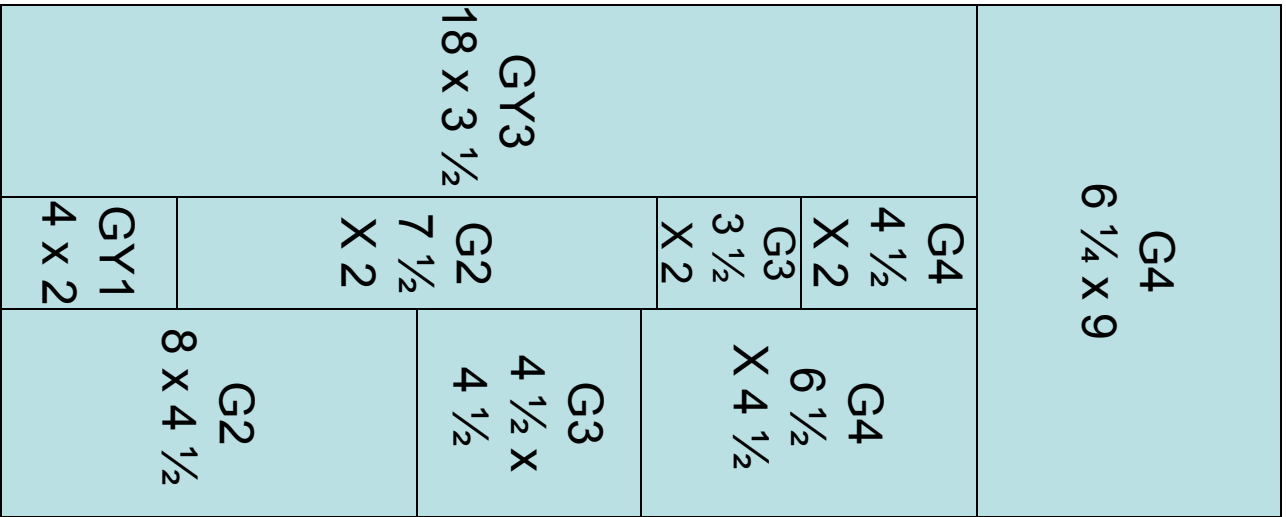 GY3
18 x 3 ½
G4
6 ¼ x 9
GY1
4 x 2
G2
7 ½
X 2
G3
3 ½
X 2
G4
4 ½
X 2
G2
8 x 4 ½
G3
4 ½ x
4 ½
G4
6 ½
X 4 ½